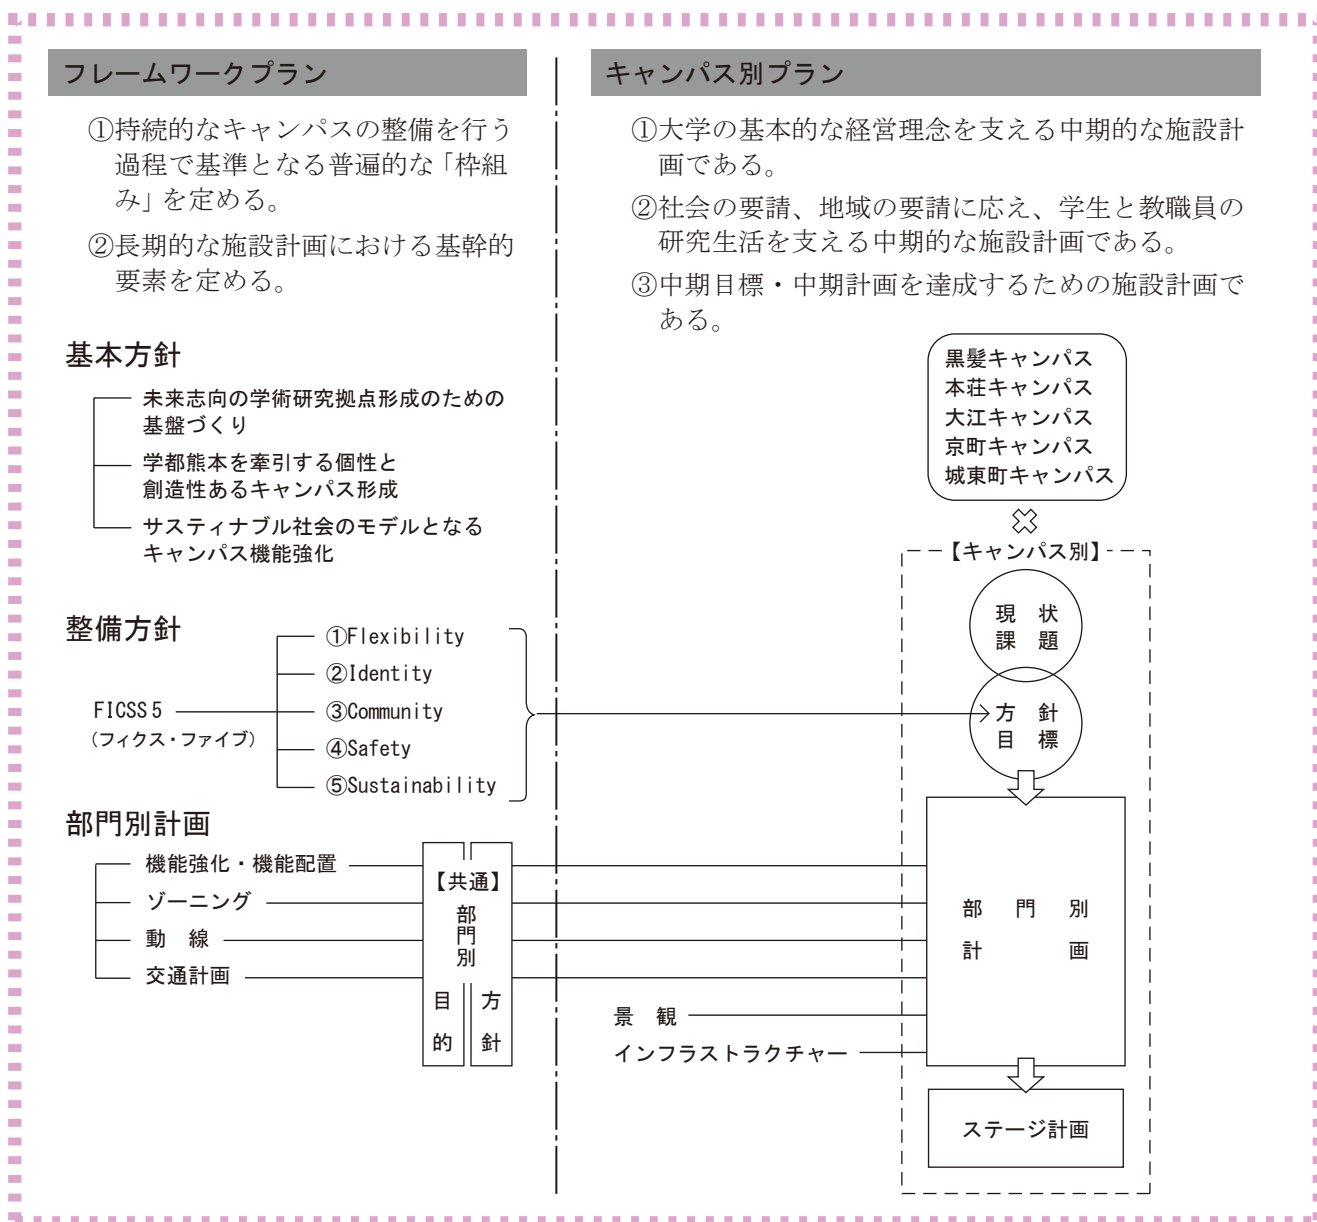 フレームワークプラン
①持続的なキャンパスの整備を行う
過程で基準となる普遍的な「枠組
み」を定める。
②長期的な施設計画における基幹的
要素を定める。
基本方針
未来志向の学術研究拠点形成のための
基盤づくり
学都熊本を牽引する個性と
創造性あるキャンパス形成
サスティナブル社会のモデルとなる
キャンパス機能強化
整備方針
FICSS5
(フィクス・ファイブ)
①Flexibility
②Identity
③Community
④Safety
⑤Sustainability
部門別計画
機能強化・機能配置
ゾーニング
動 線
交通計画
【共通】
部門別
目的
方針
キャンパス別プラン
①大学の基本的な経営理念を支える中期的な施設計
画である。
②社会の要請、地域の要請に応え、学生と教職員の
研究生活を支える中期的な施設計画である。
③中期目標・中期計画を達成するための施設計画で
ある。
黒髪キャンパス
本荘キャンパス
大江キャンパス
京町キャンパス
城東町キャンパス
【キャンパス別】
現 状
課 題
方 針
目 標
部 門 別
計 画
景 観
インフラストラクチャー
ステージ計画